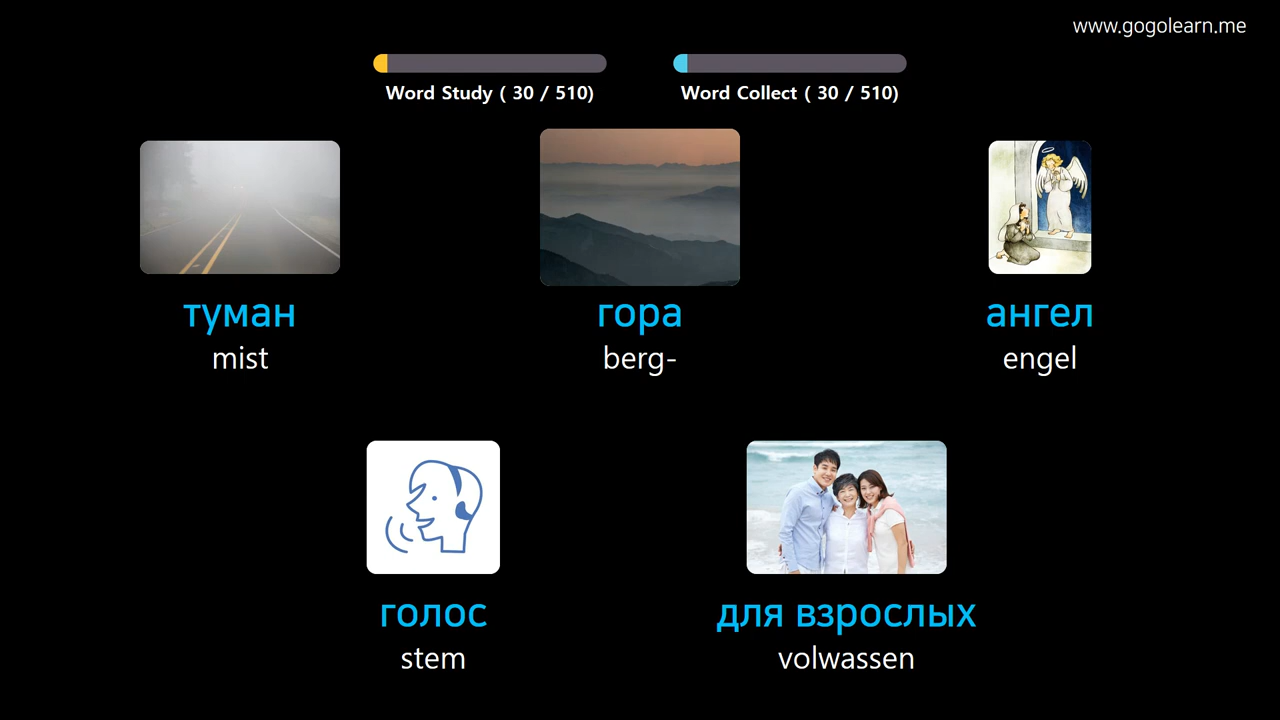 www.gogolearn.me
Word Study ( 30 / 510)
Word Collect ( 30 / 510)
туман
гора
ангел
mist
berg-
engel
голос
для взрослых
stem
volwassen